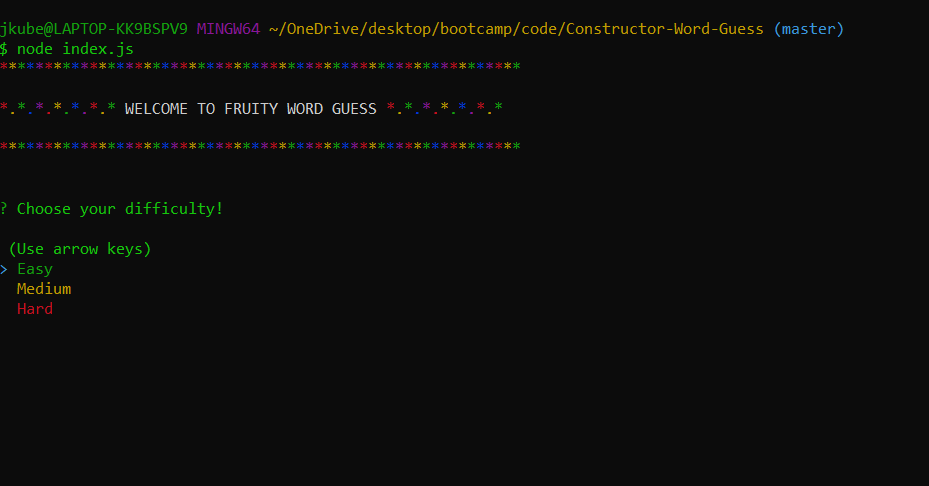 jkube@LAPTOP-KK9BSPV9 MINGW64 ~/OneDrive/desktop/bootcamp/code/Constructor-Word-Guess (master)
$ node index.js
**********************************************************
*.*.*.*.*.*.* WELCOME TO FRUITY WORD GUESS *.*.*.*.*.*.*
**********************************************************
? Choose your difficulty!
(Use arrow keys)
> Easy
Medium
Hard